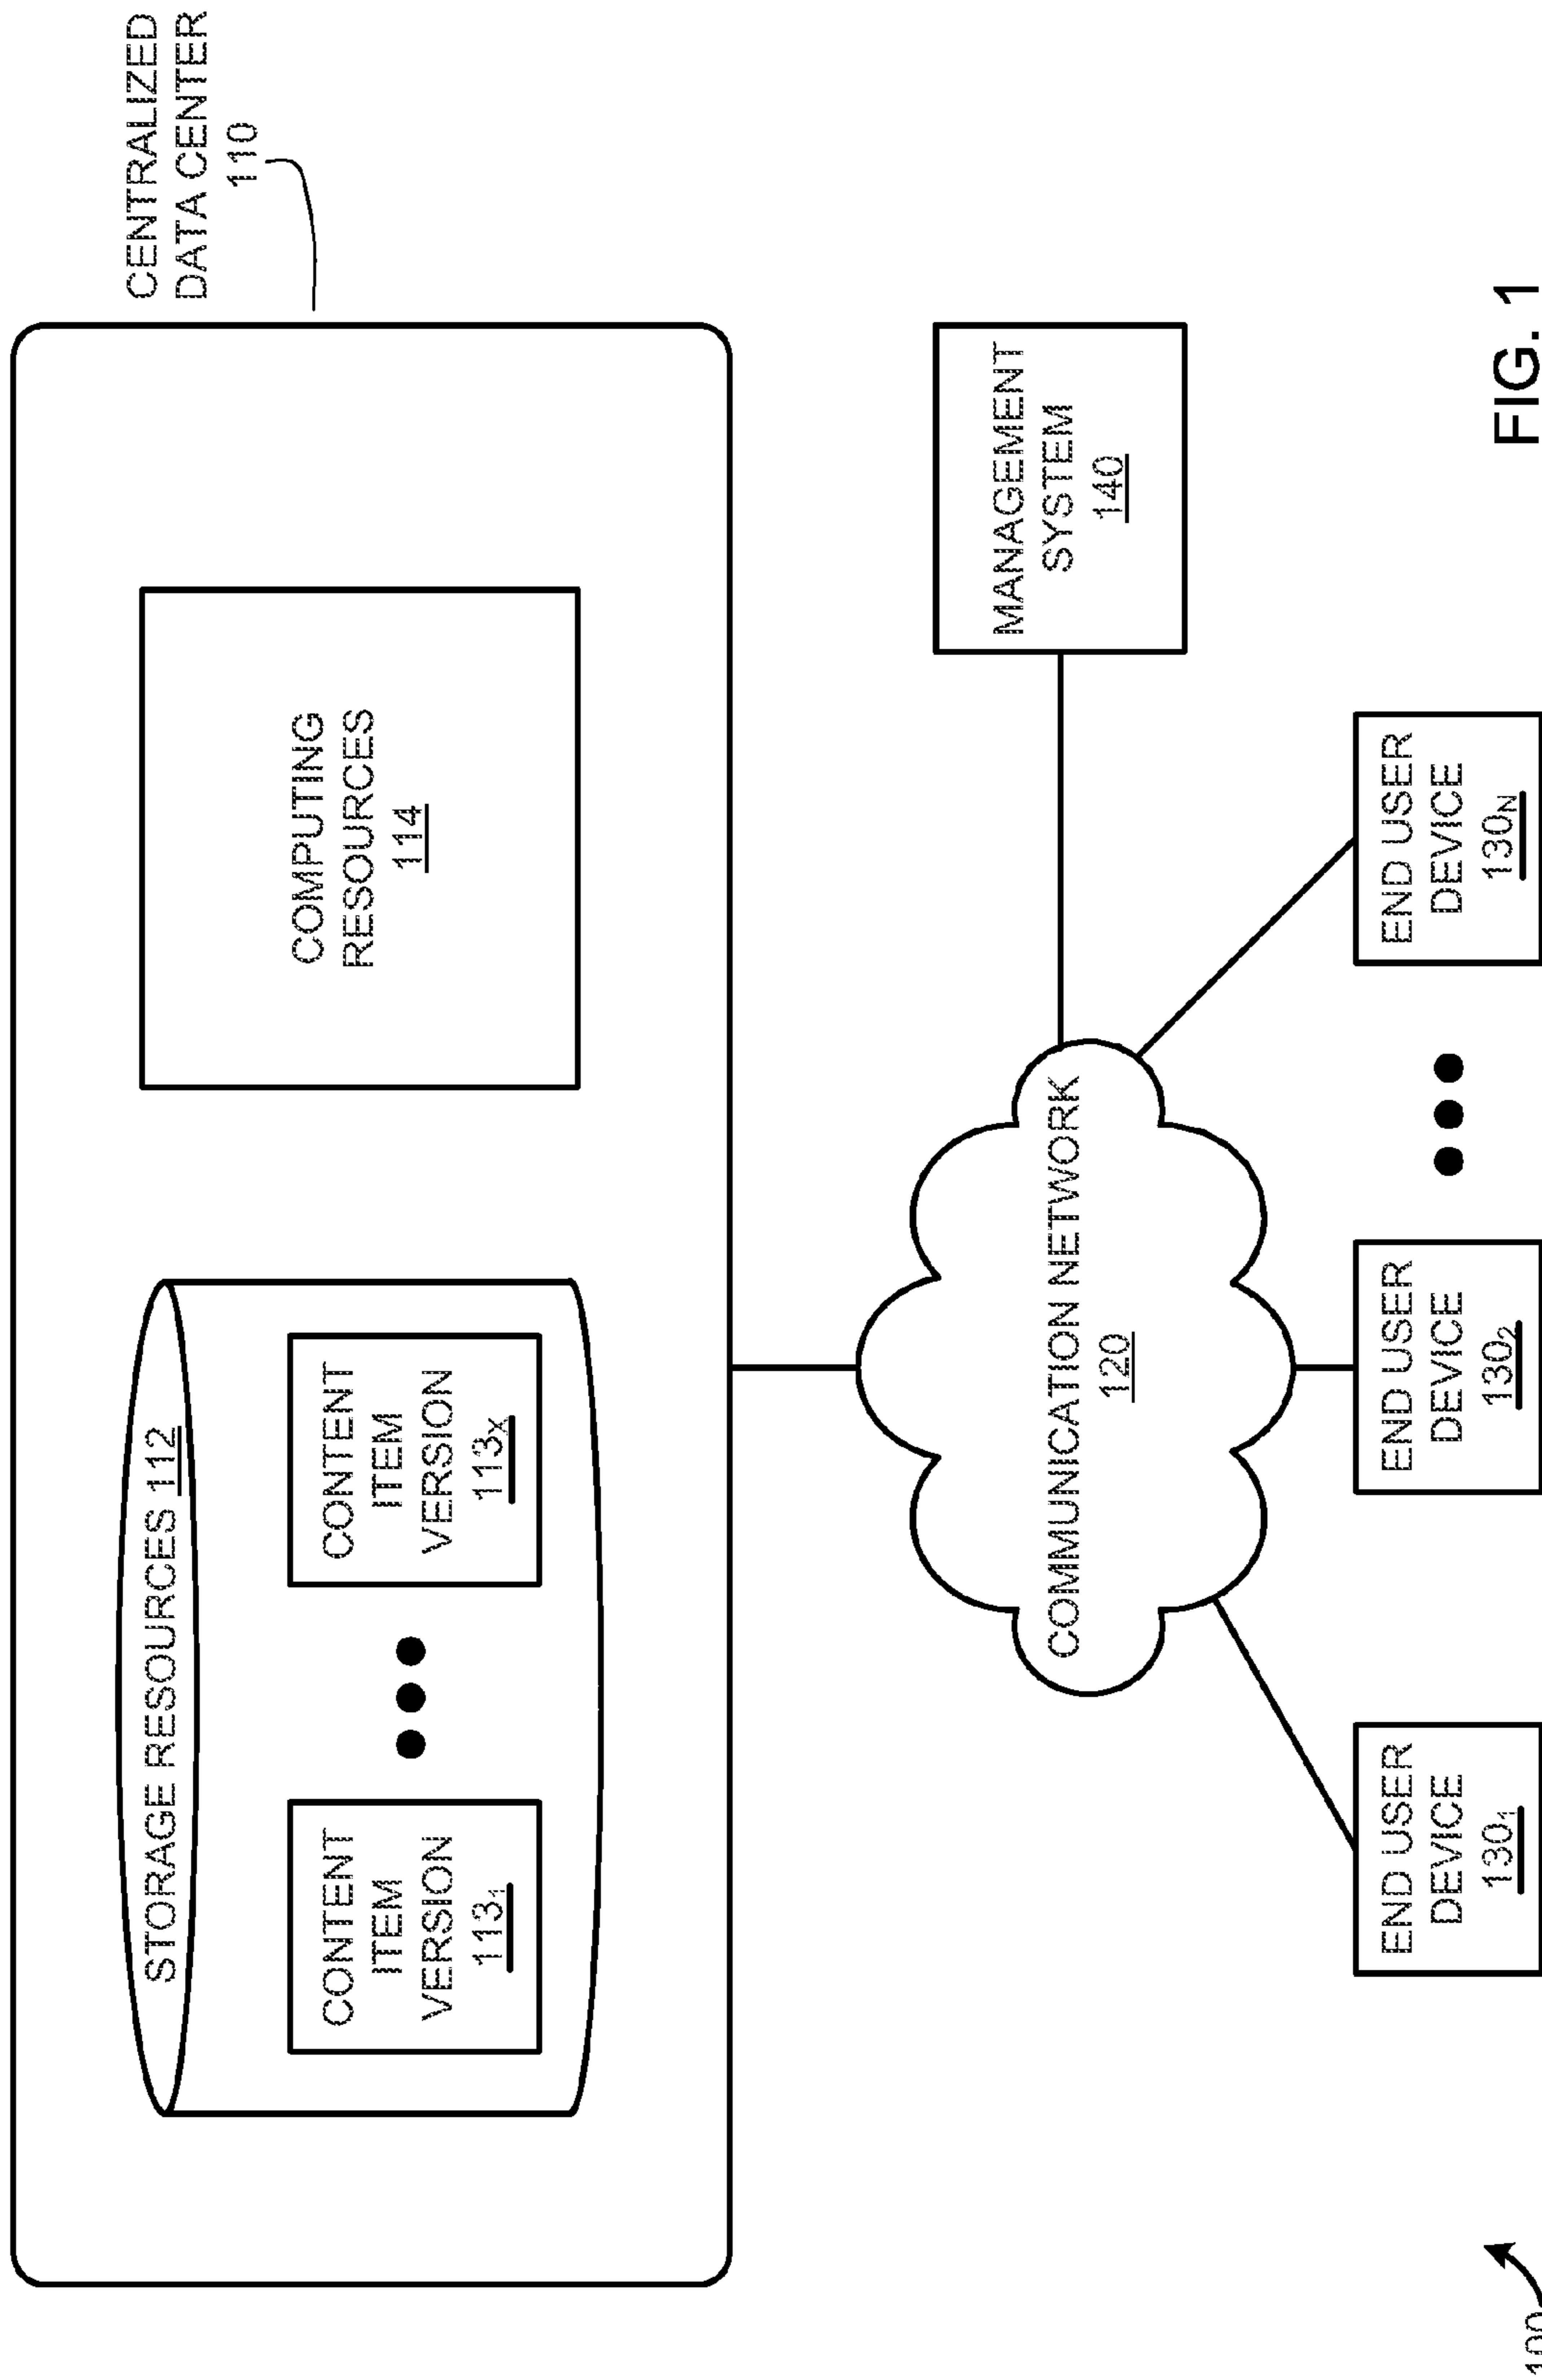 CENTRALIZED
DATA CENTER
110
STORAGE RESOURCES 112
CONTENT
ITEM
VERSION
113₁
CONTENT
ITEM
VERSION
113X
COMPUTING
RESOURCES
114
COMMUNICATION NETWORK
120
MANAGEMENT
SYSTEM
140
END USER
DEVICE
130₁
END USER
DEVICE
130₂
END USER
DEVICE
130N
100
FIG. 1